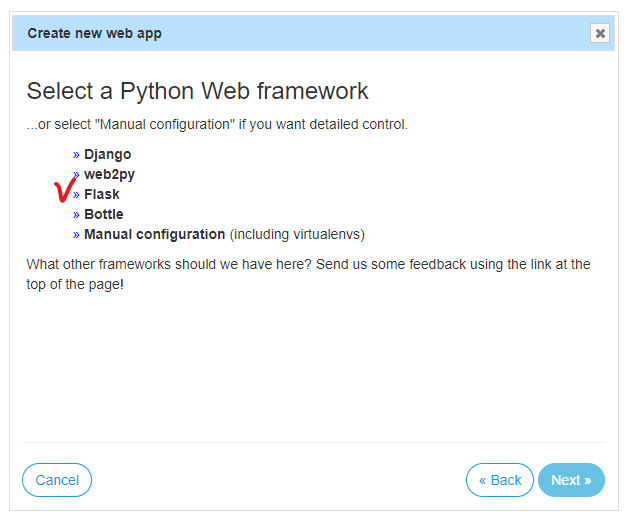 Create new web app
Select a Python Web framework
...or select "Manual configuration" if you want detailed control.
» Django
» web2py
» Flask
» Bottle
» Manual configuration (including virtualenvs)
What other frameworks should we have here? Send us some feedback using the link at the
top of the page!
Cancel
« Back
Next »